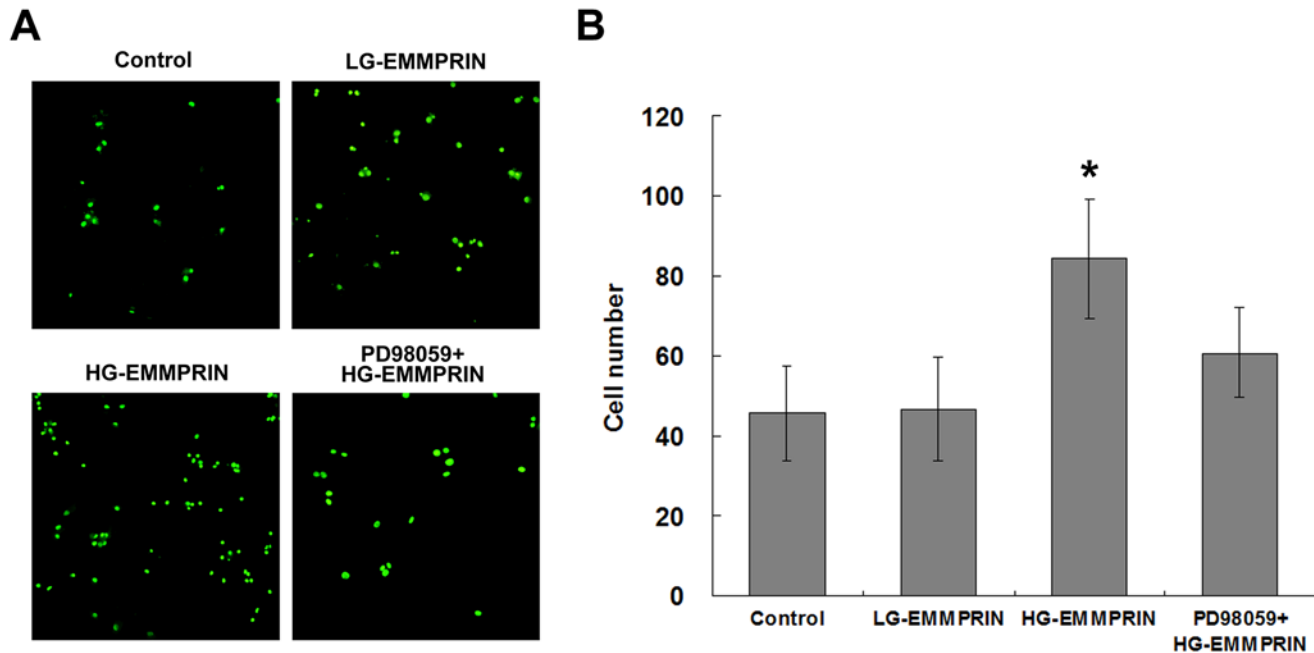 A
Control
LG-EMMPRIN
HG-EMMPRIN
PD98059+
HG-EMMPRIN
B
Cell number
120
100
80
60
40
20
0
*
Control
LG-EMMPRIN
HG-EMMPRIN
PD98059+
HG-EMMPRIN